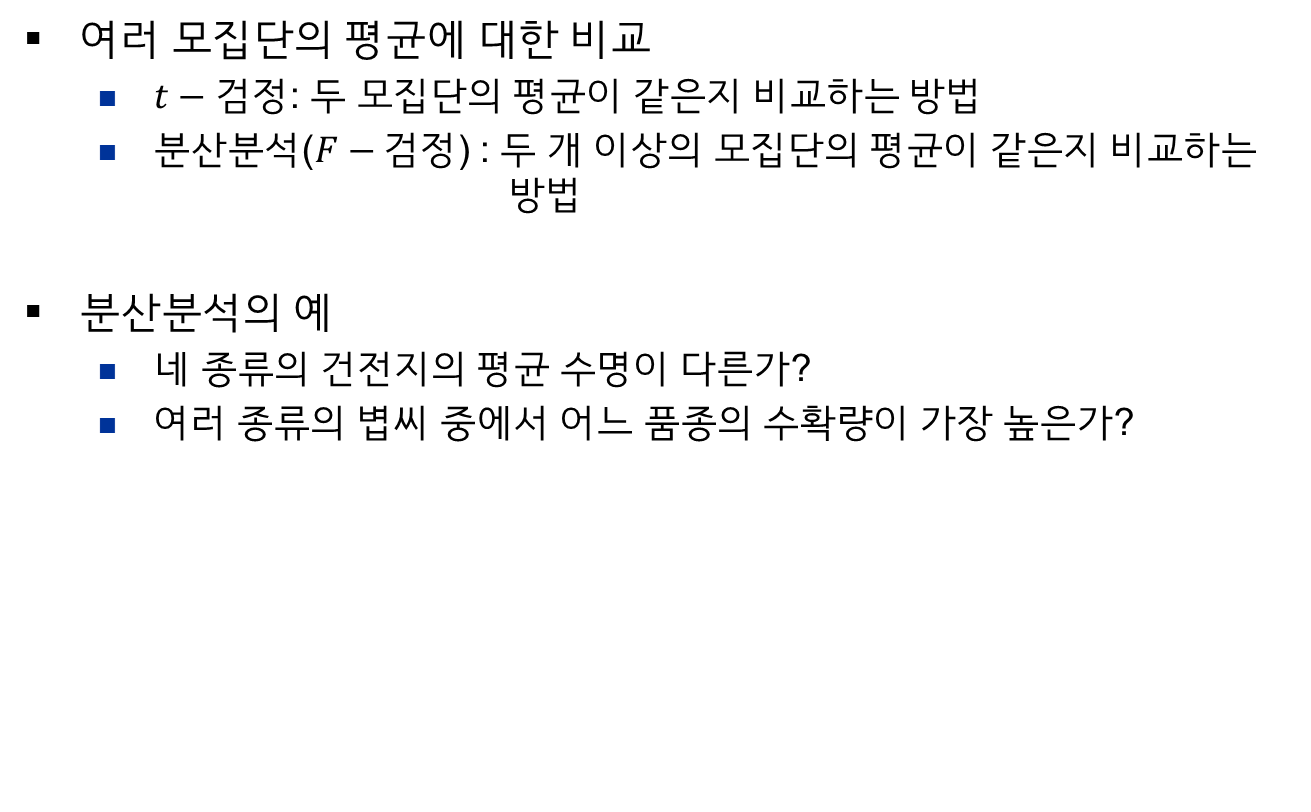 ▪ 여러 모집단의 평균에 대한 비교
▪ t − 검정: 두 모집단의 평균이 같은지 비교하는 방법
▪ 분산분석(F − 검정) : 두 개 이상의 모집단의 평균이 같은지 비교하는
방법
▪ 분산분석의 예
▪ 네 종류의 건전지의 평균 수명이 다른가?
▪ 여러 종류의 볍씨 중에서 어느 품종의 수확량이 가장 높은가?